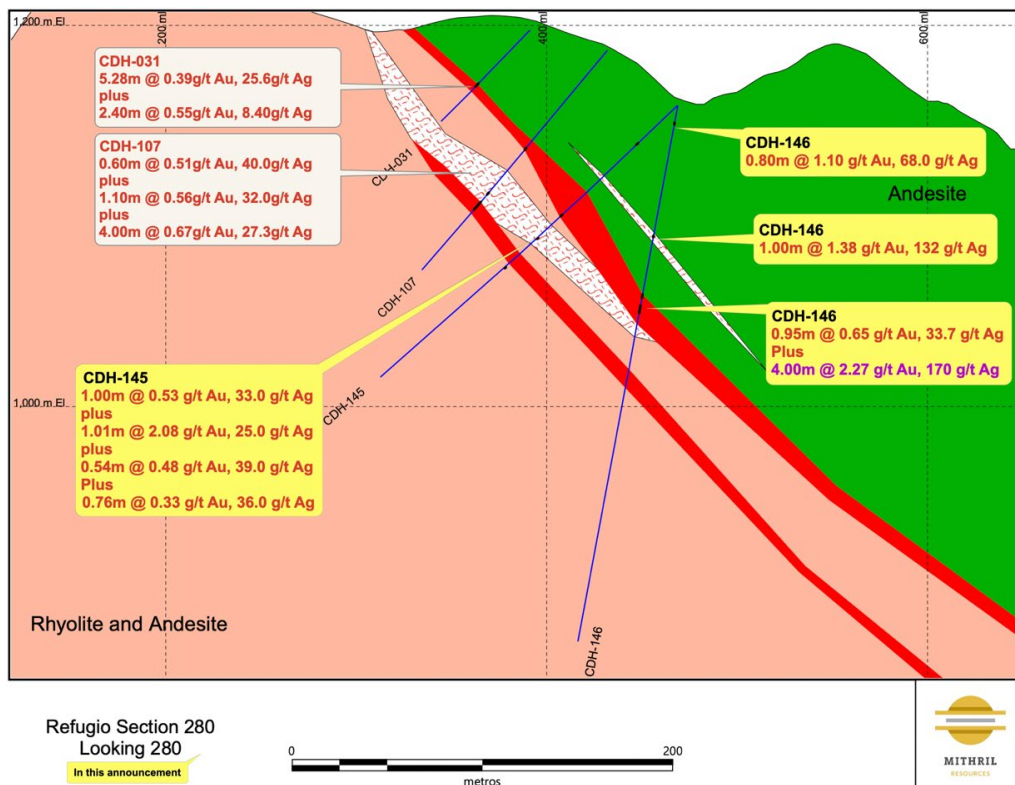 1,200 m El
200 ml
400 ml
600 ml
CDH-031
5.28m @ 0.39g/t Au, 25.6g/t Ag
plus
2.40m @ 0.55g/t Au, 8.40g/t Ag
CDH-107
0.60m @ 0.51g/t Au, 40.0g/t Ag
plus
1.10m @ 0.56g/t Au, 32.0g/t Ag
plus
4.00m @ 0.67g/t Au, 27.3g/t Ag
CDH-031
CDH-146
0.80m @ 1.10 g/t Au, 68.0 g/t Ag
Andesite
CDH-146
1.00m @ 1.38 g/t Au, 132 g/t Ag
CDH-107
CDH-146
0.95m @ 0.65 g/t Au, 33.7 g/t Ag
Plus
4.00m @ 2.27 g/t Au, 170 g/t Ag
CDH-145
1.00m @ 0.53 g/t Au, 33.0 g/t Ag
plus
1.01m @ 2.08 g/t Au, 25.0 g/t Ag
plus
0.54m @ 0.48 g/t Au, 39.0 g/t Ag
Plus
0.76m @ 0.33 g/t Au, 36.0 g/t Ag
CDH-145
1,000 m El
Rhyolite and Andesite
CDH-146
Refugio Section 280
Looking 280
In this announcement
0
200
metros
MITHRIL
RESOURCES